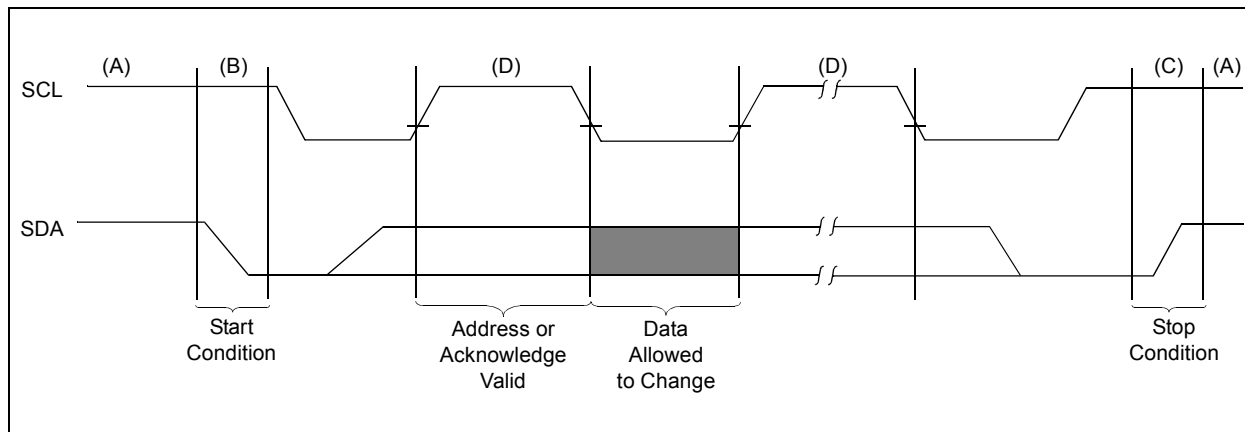 (A) (B) (D) (D) (C) (A)
SCL
SDA
Start
Condition
Address or
Acknowledge
Valid
Data
Allowed
to Change
Stop
Condition